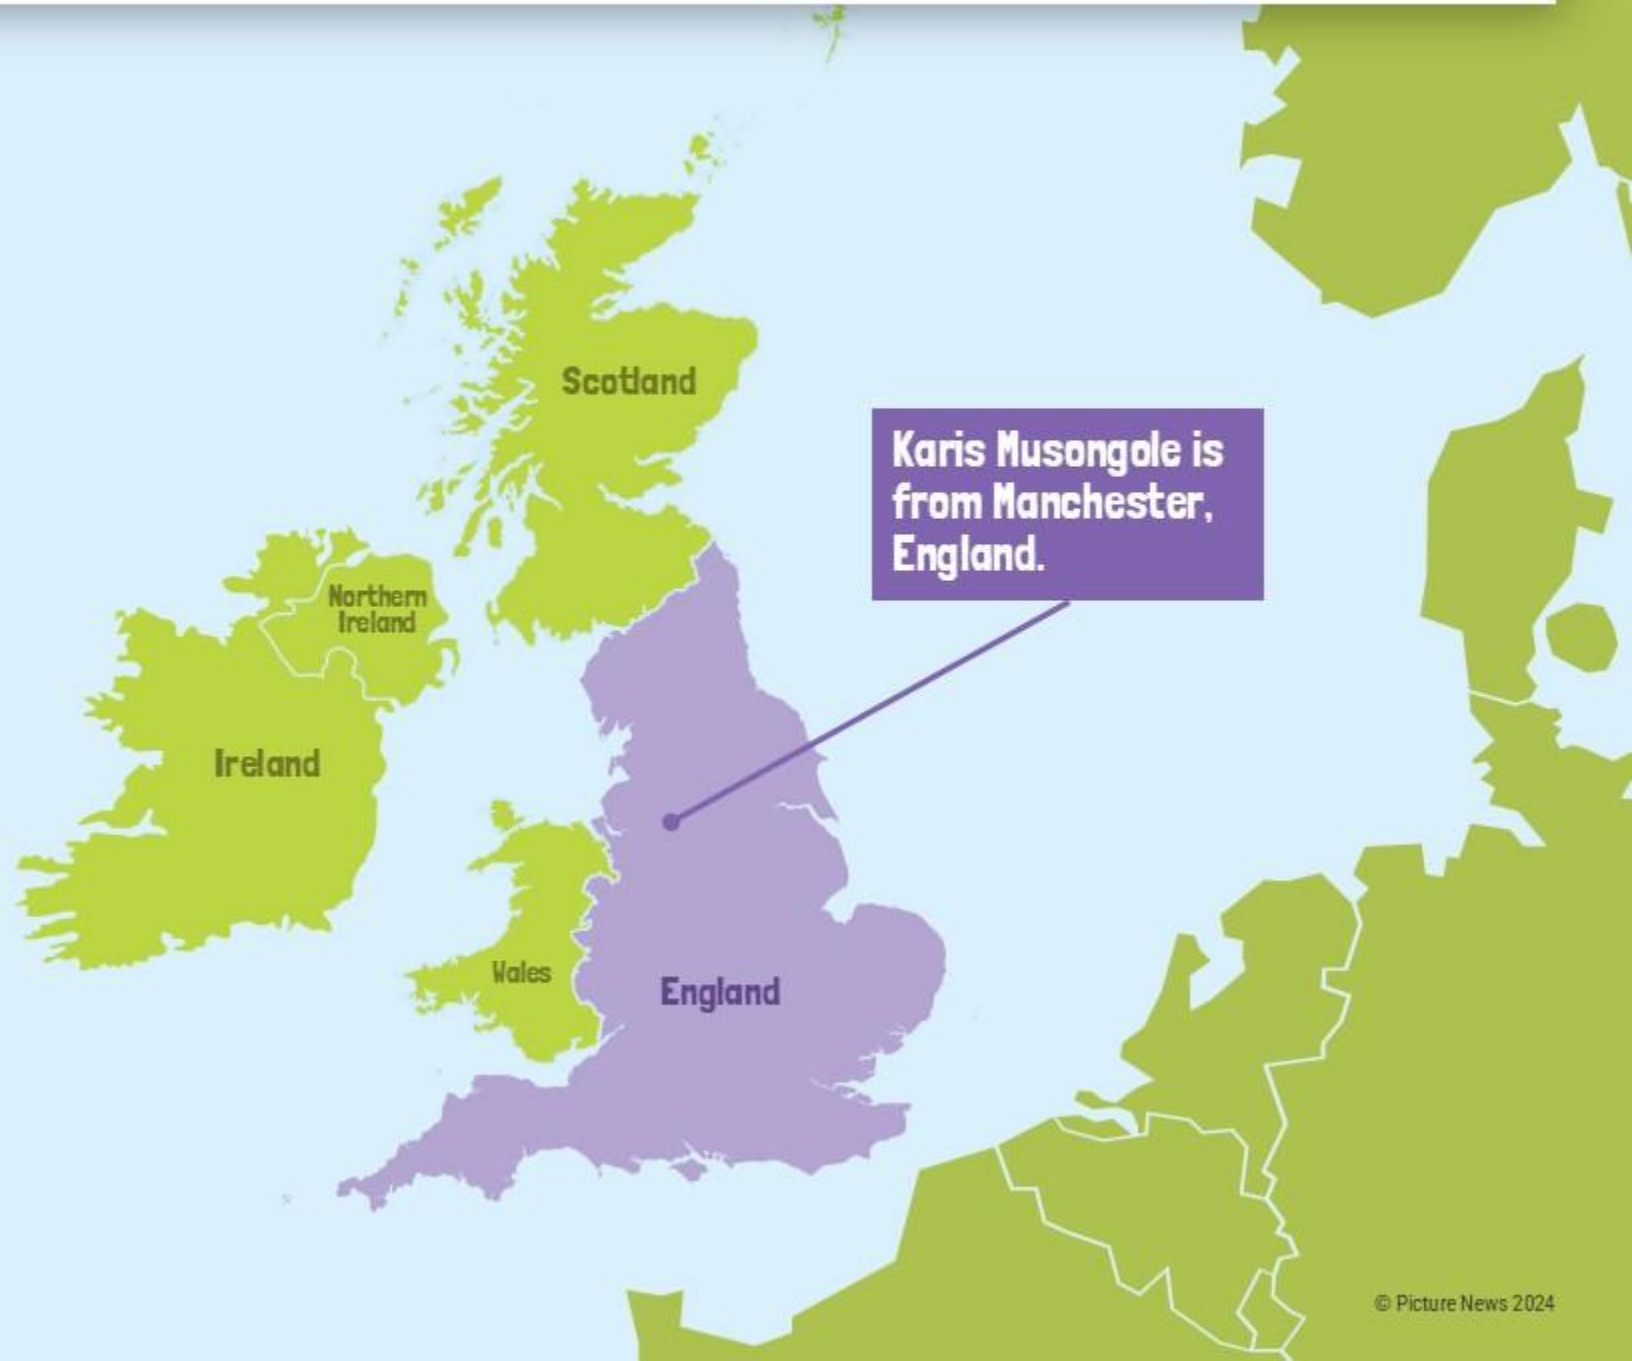 Scotland
Karis Musongole is
from Manchester,
England.
Northern
Ireland
Ireland
Wales
England
© Picture News 2024